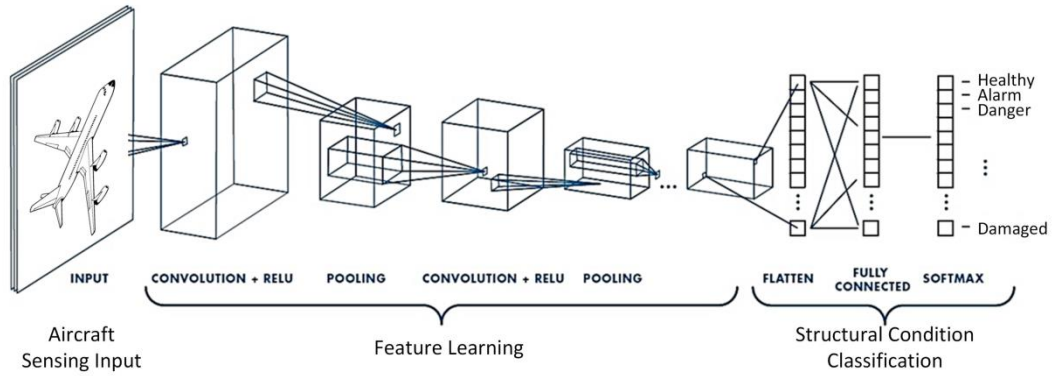 Healthy
Alarm
Danger
Damaged
INPUT
CONVOLUTION + RELU
POOLING
CONVOLUTION + RELU
POOLING
FLATTEN
FULLY
CONNECTED
SOFTMAX
Aircraft
Sensing Input
Feature Learning
Structural Condition
Classification